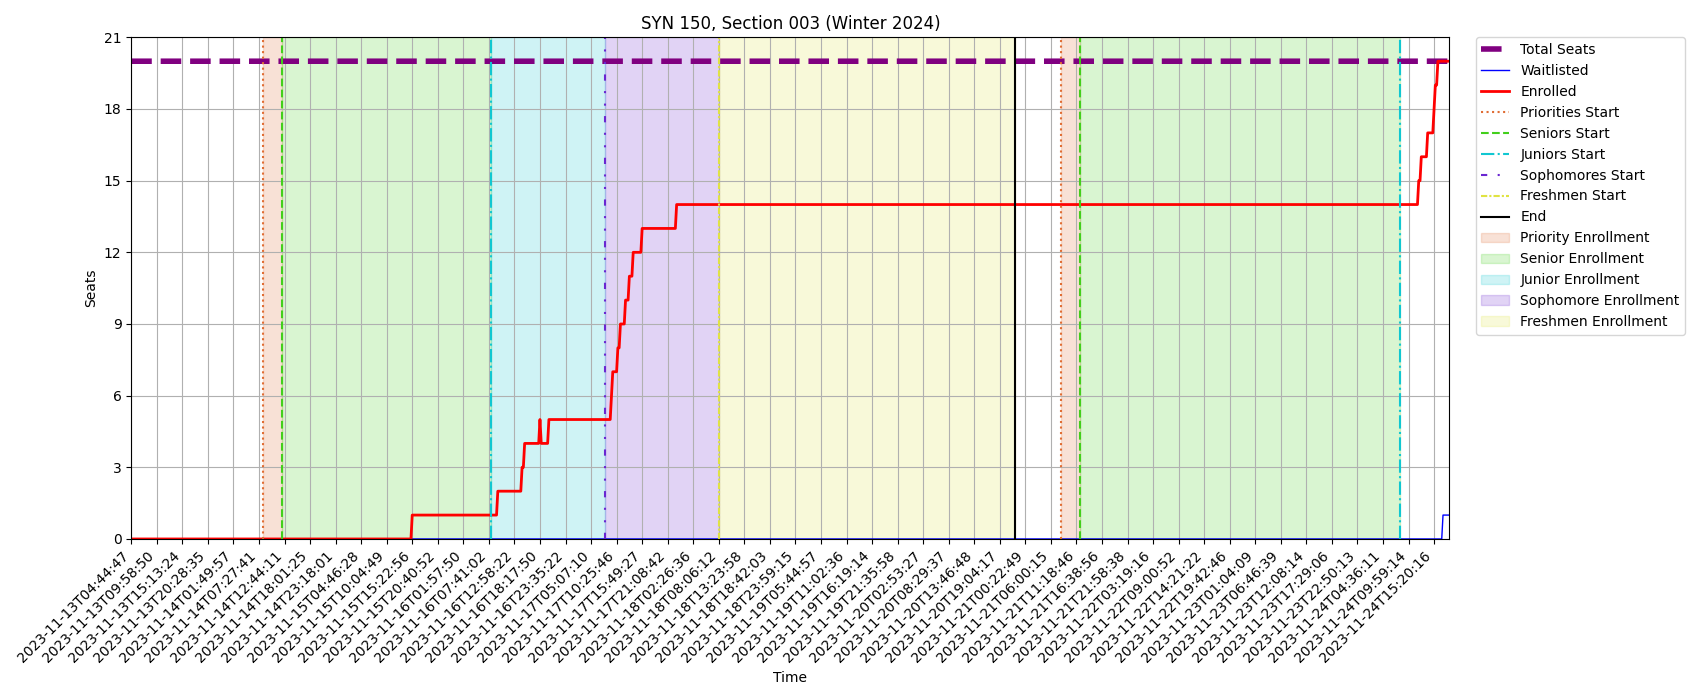 SYN 150, Section 003 (Winter 2024)
21
18
15
12
9
6
3
0
Seats
2023-11-13T04:44:47
2023-11-13T09:58:50
2023-11-13T15:13:24
2023-11-13T20:28:35
2023-11-14T01:49:57
2023-11-14T07:27:41
2023-11-14T12:44:11
2023-11-14T18:01:25
2023-11-14T23:18:01
2023-11-15T04:46:28
2023-11-15T10:04:49
2023-11-15T15:22:56
2023-11-15T20:40:52
2023-11-16T01:57:50
2023-11-16T07:41:02
2023-11-16T12:58:22
2023-11-16T18:17:50
2023-11-16T23:35:22
2023-11-17T05:07:10
2023-11-17T10:25:46
2023-11-17T15:49:27
2023-11-17T21:08:42
2023-11-18T02:26:36
2023-11-18T08:06:12
2023-11-18T13:23:58
2023-11-18T18:42:03
2023-11-18T23:59:15
2023-11-19T05:44:57
2023-11-19T11:02:36
2023-11-19T16:19:14
2023-11-19T21:35:58
2023-11-20T02:53:27
2023-11-20T08:29:37
2023-11-20T13:46:48
2023-11-20T19:04:17
2023-11-21T00:22:49
2023-11-21T06:00:15
2023-11-21T11:18:46
2023-11-21T16:38:56
2023-11-21T21:58:38
2023-11-22T03:19:16
2023-11-22T09:00:52
2023-11-22T14:21:22
2023-11-22T19:42:46
2023-11-23T01:04:09
2023-11-23T06:46:39
2023-11-23T12:08:14
2023-11-23T17:29:06
2023-11-23T22:50:13
2023-11-24T04:36:11
2023-11-24T09:59:14
2023-11-24T15:20:16
Time
Total Seats
Waitlisted
Enrolled
Priorities Start
Seniors Start
Juniors Start
Sophomores Start
Freshmen Start
End
Priority Enrollment
Senior Enrollment
Junior Enrollment
Sophomore Enrollment
Freshmen Enrollment